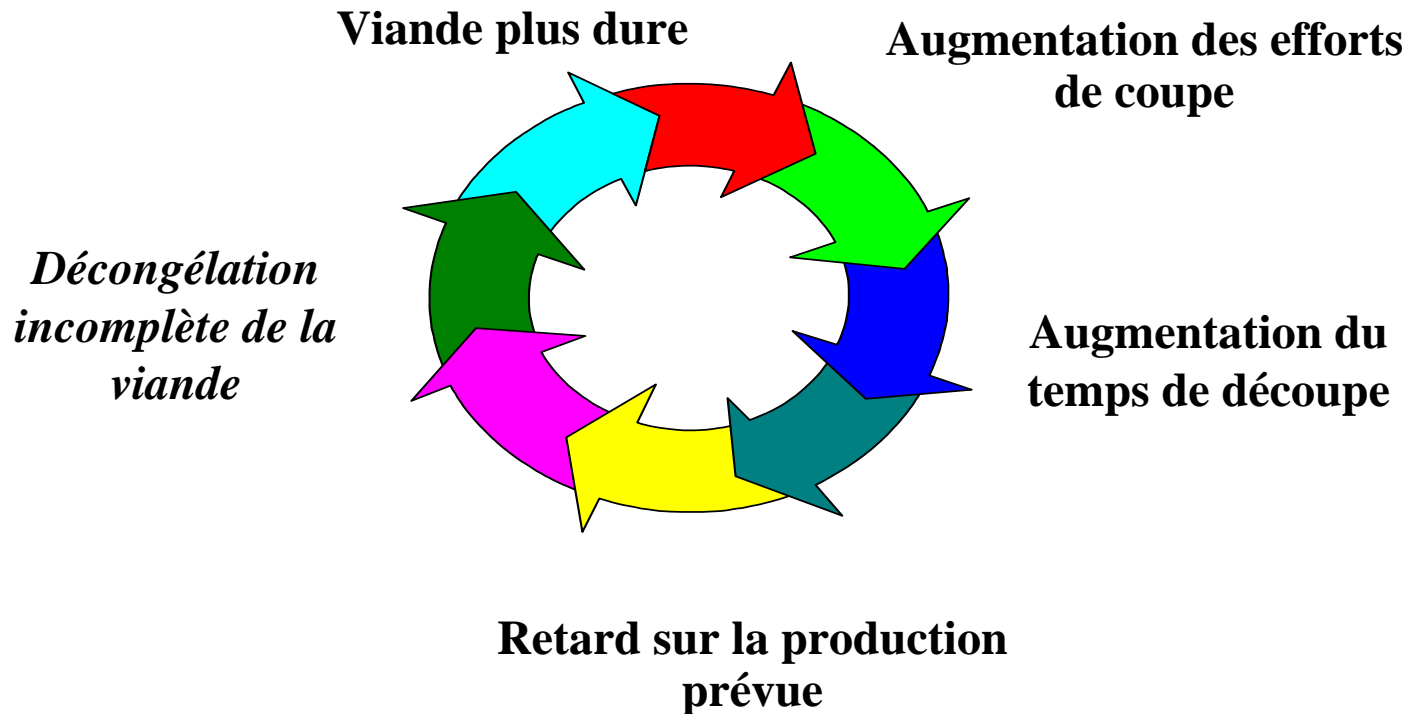 Viande plus dure
Augmentation des efforts
de coupe
Décongélation
incomplète de la
viande
Augmentation du
temps de découpe
Retard sur la production
prévue